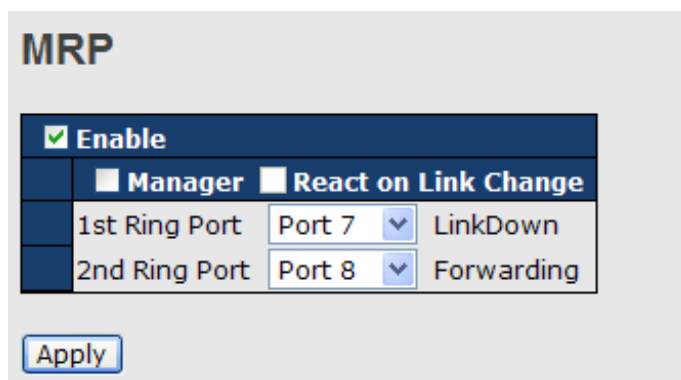 MRP
Enable
Manager React on Link Change
1st Ring Port Port 7 LinkDown
2nd Ring Port Port 8 Forwarding
Apply